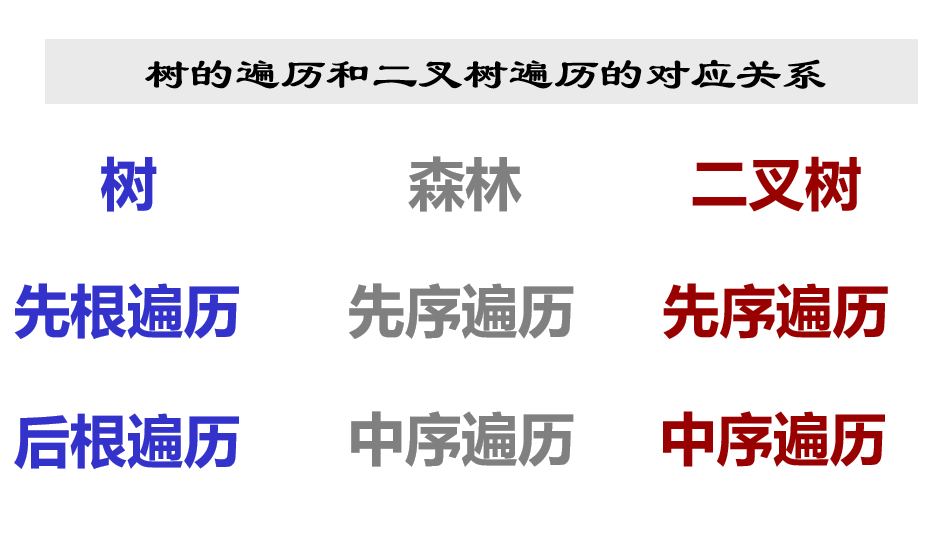 树的遍历和二叉树遍历的对应关系
树 森林 二叉树
先根遍历 先序遍历 先序遍历
后根遍历 中序遍历 中序遍历